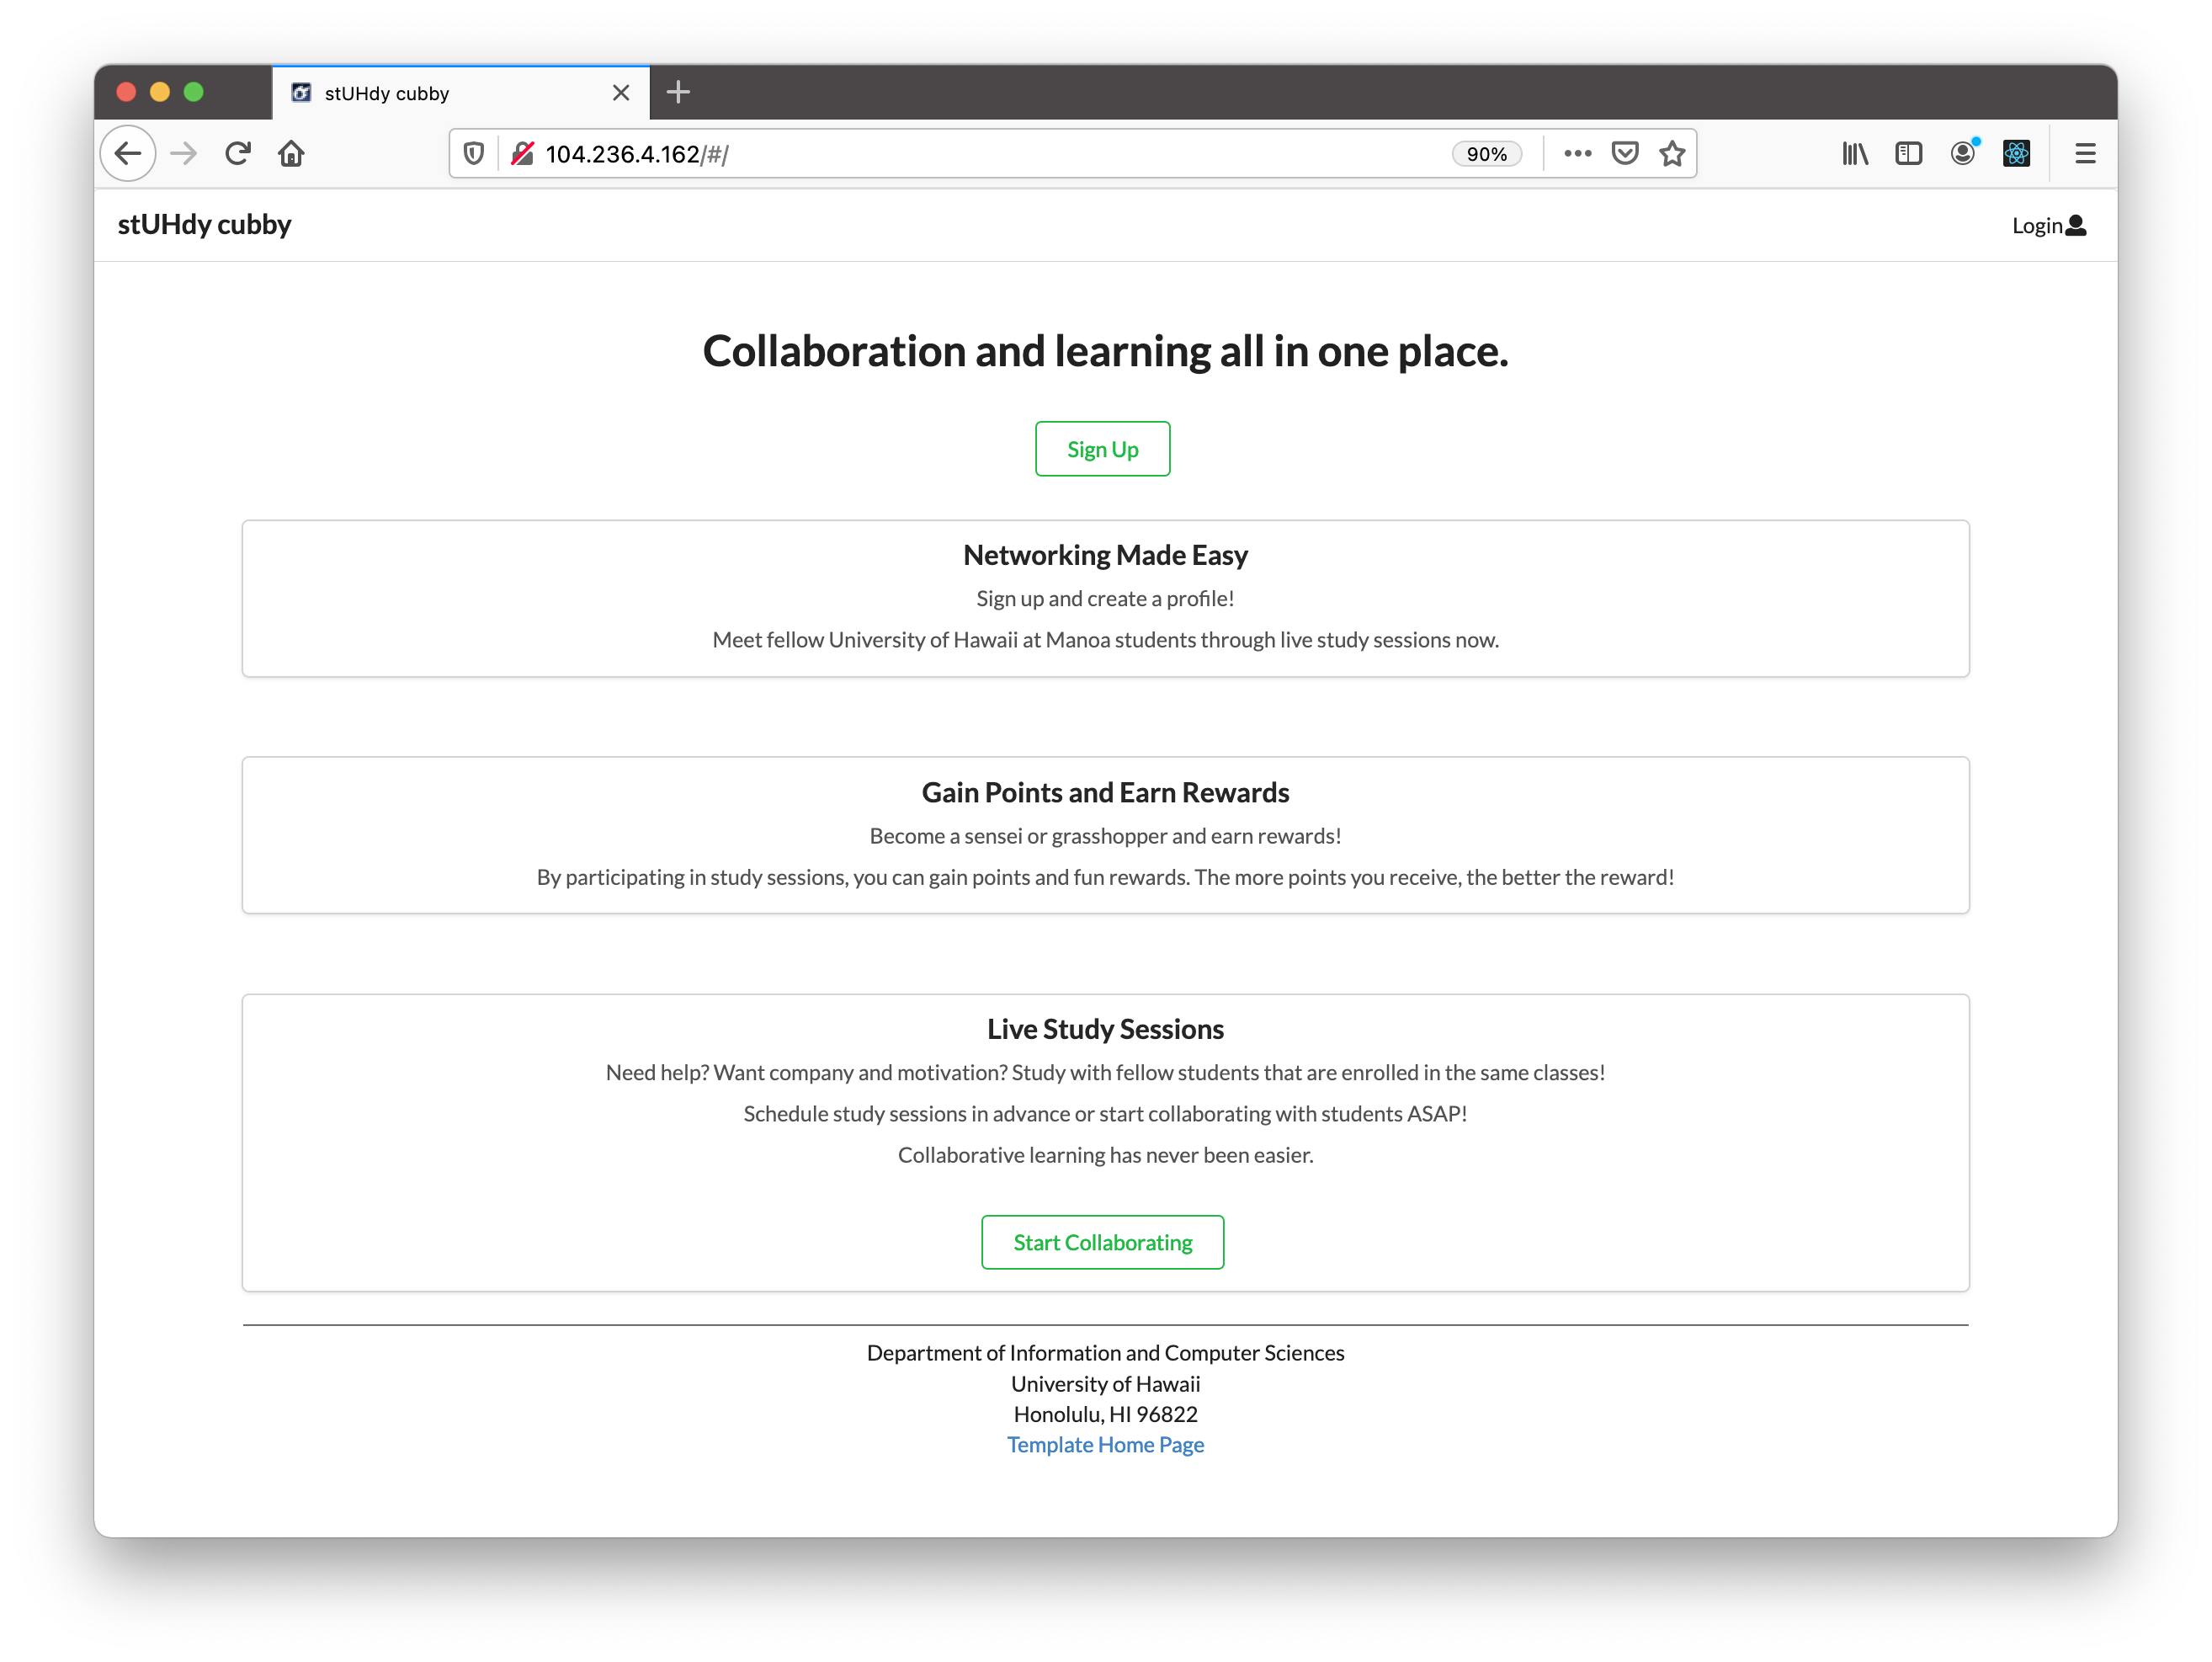 stUHdy cubby
104.236.4.162/#/
90%
stUHdy cubby
Login
Collaboration and learning all in one place.
Sign Up
Networking Made Easy
Sign up and create a profile!
Meet fellow University of Hawaii at Manoa students through live study sessions now.
Gain Points and Earn Rewards
Become a sensei or grasshopper and earn rewards!
By participating in study sessions, you can gain points and fun rewards. The more points you receive, the better the reward!
Live Study Sessions
Need help? Want company and motivation? Study with fellow students that are enrolled in the same classes!
Schedule study sessions in advance or start collaborating with students ASAP!
Collaborative learning has never been easier.
Start Collaborating
Department of Information and Computer Sciences
University of Hawaii
Honolulu, HI 96822
Template Home Page